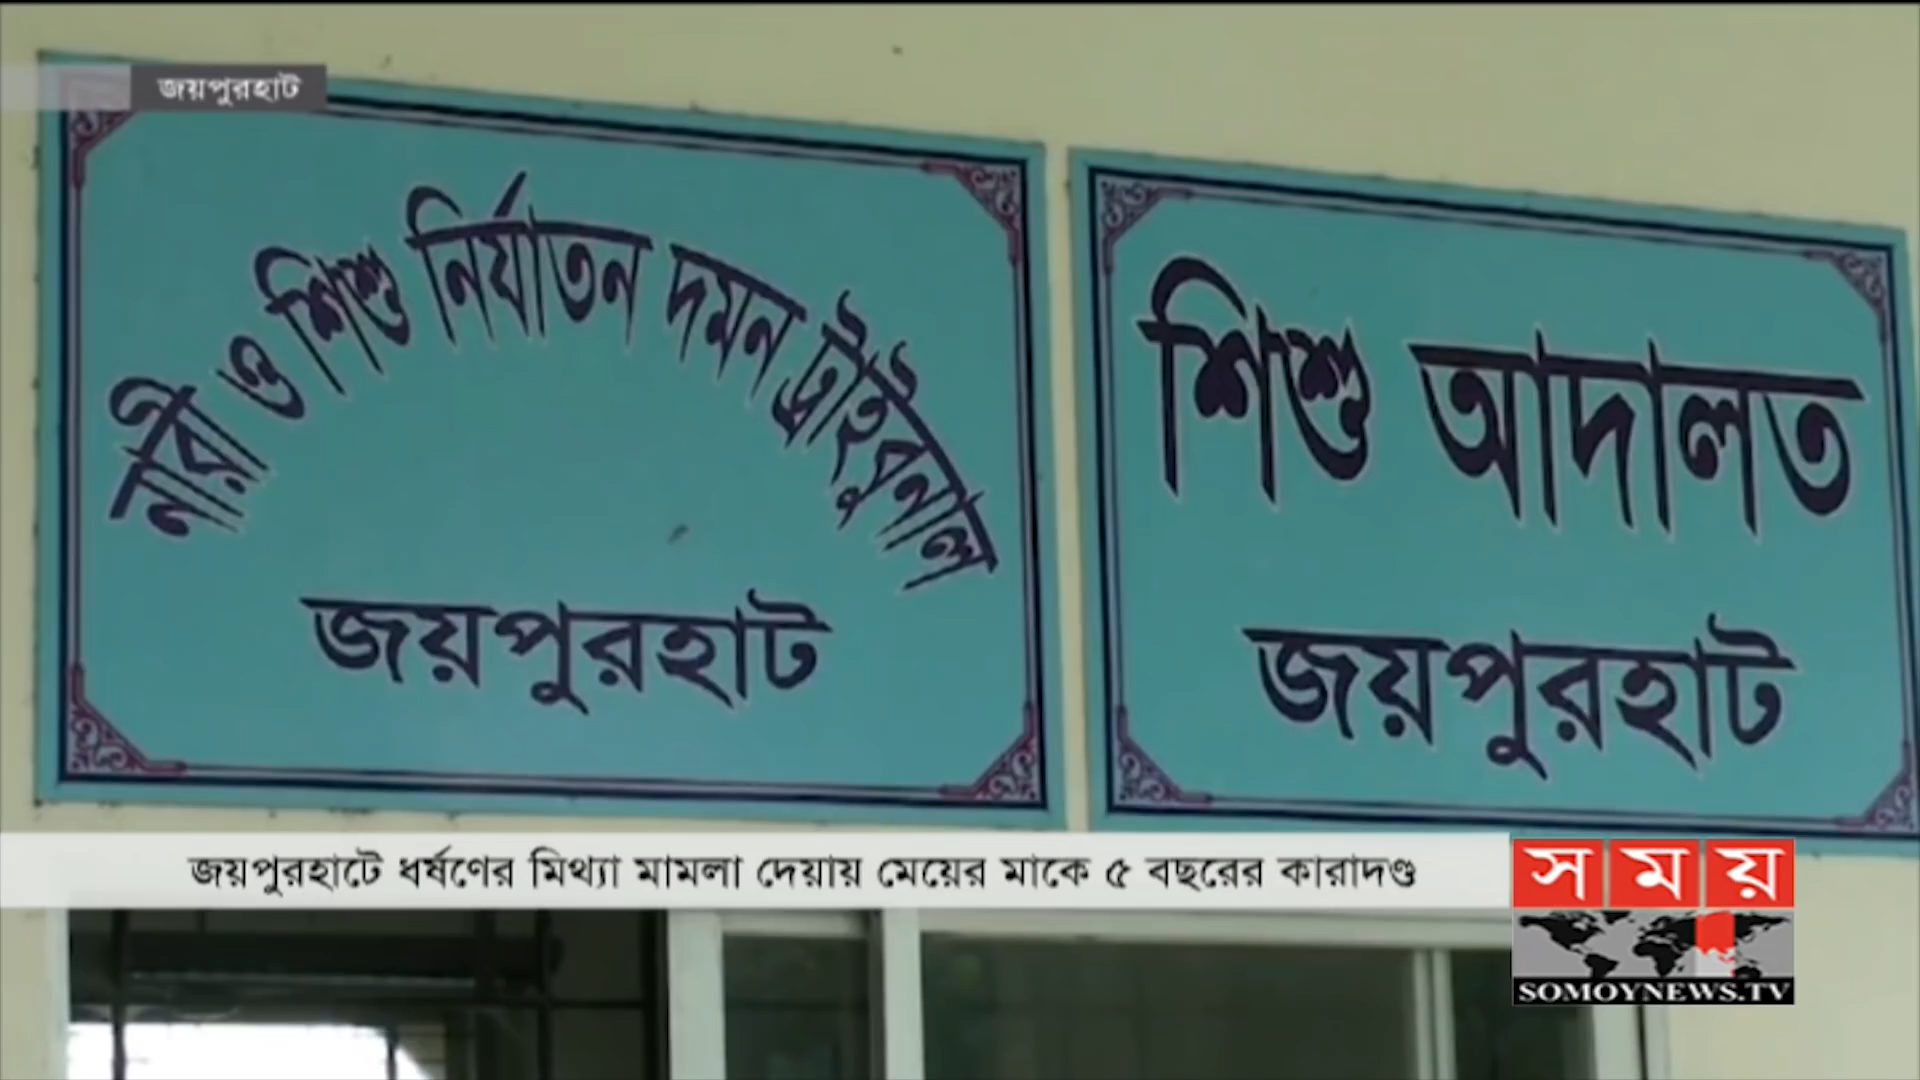 জয়পুরহাট
নারী ও শিশু নির্যাতন দমন ট্রাইবুনাল
জয়পুরহাট
শিশু আদালত
জয়পুরহাট
জয়পুরহাটে ধর্ষণের মিথ্যা মামলা দেয়ায় মেয়ের মাকে ৫ বছরের কারাদণ্ড
সময়
SOMOYNEWS.TV